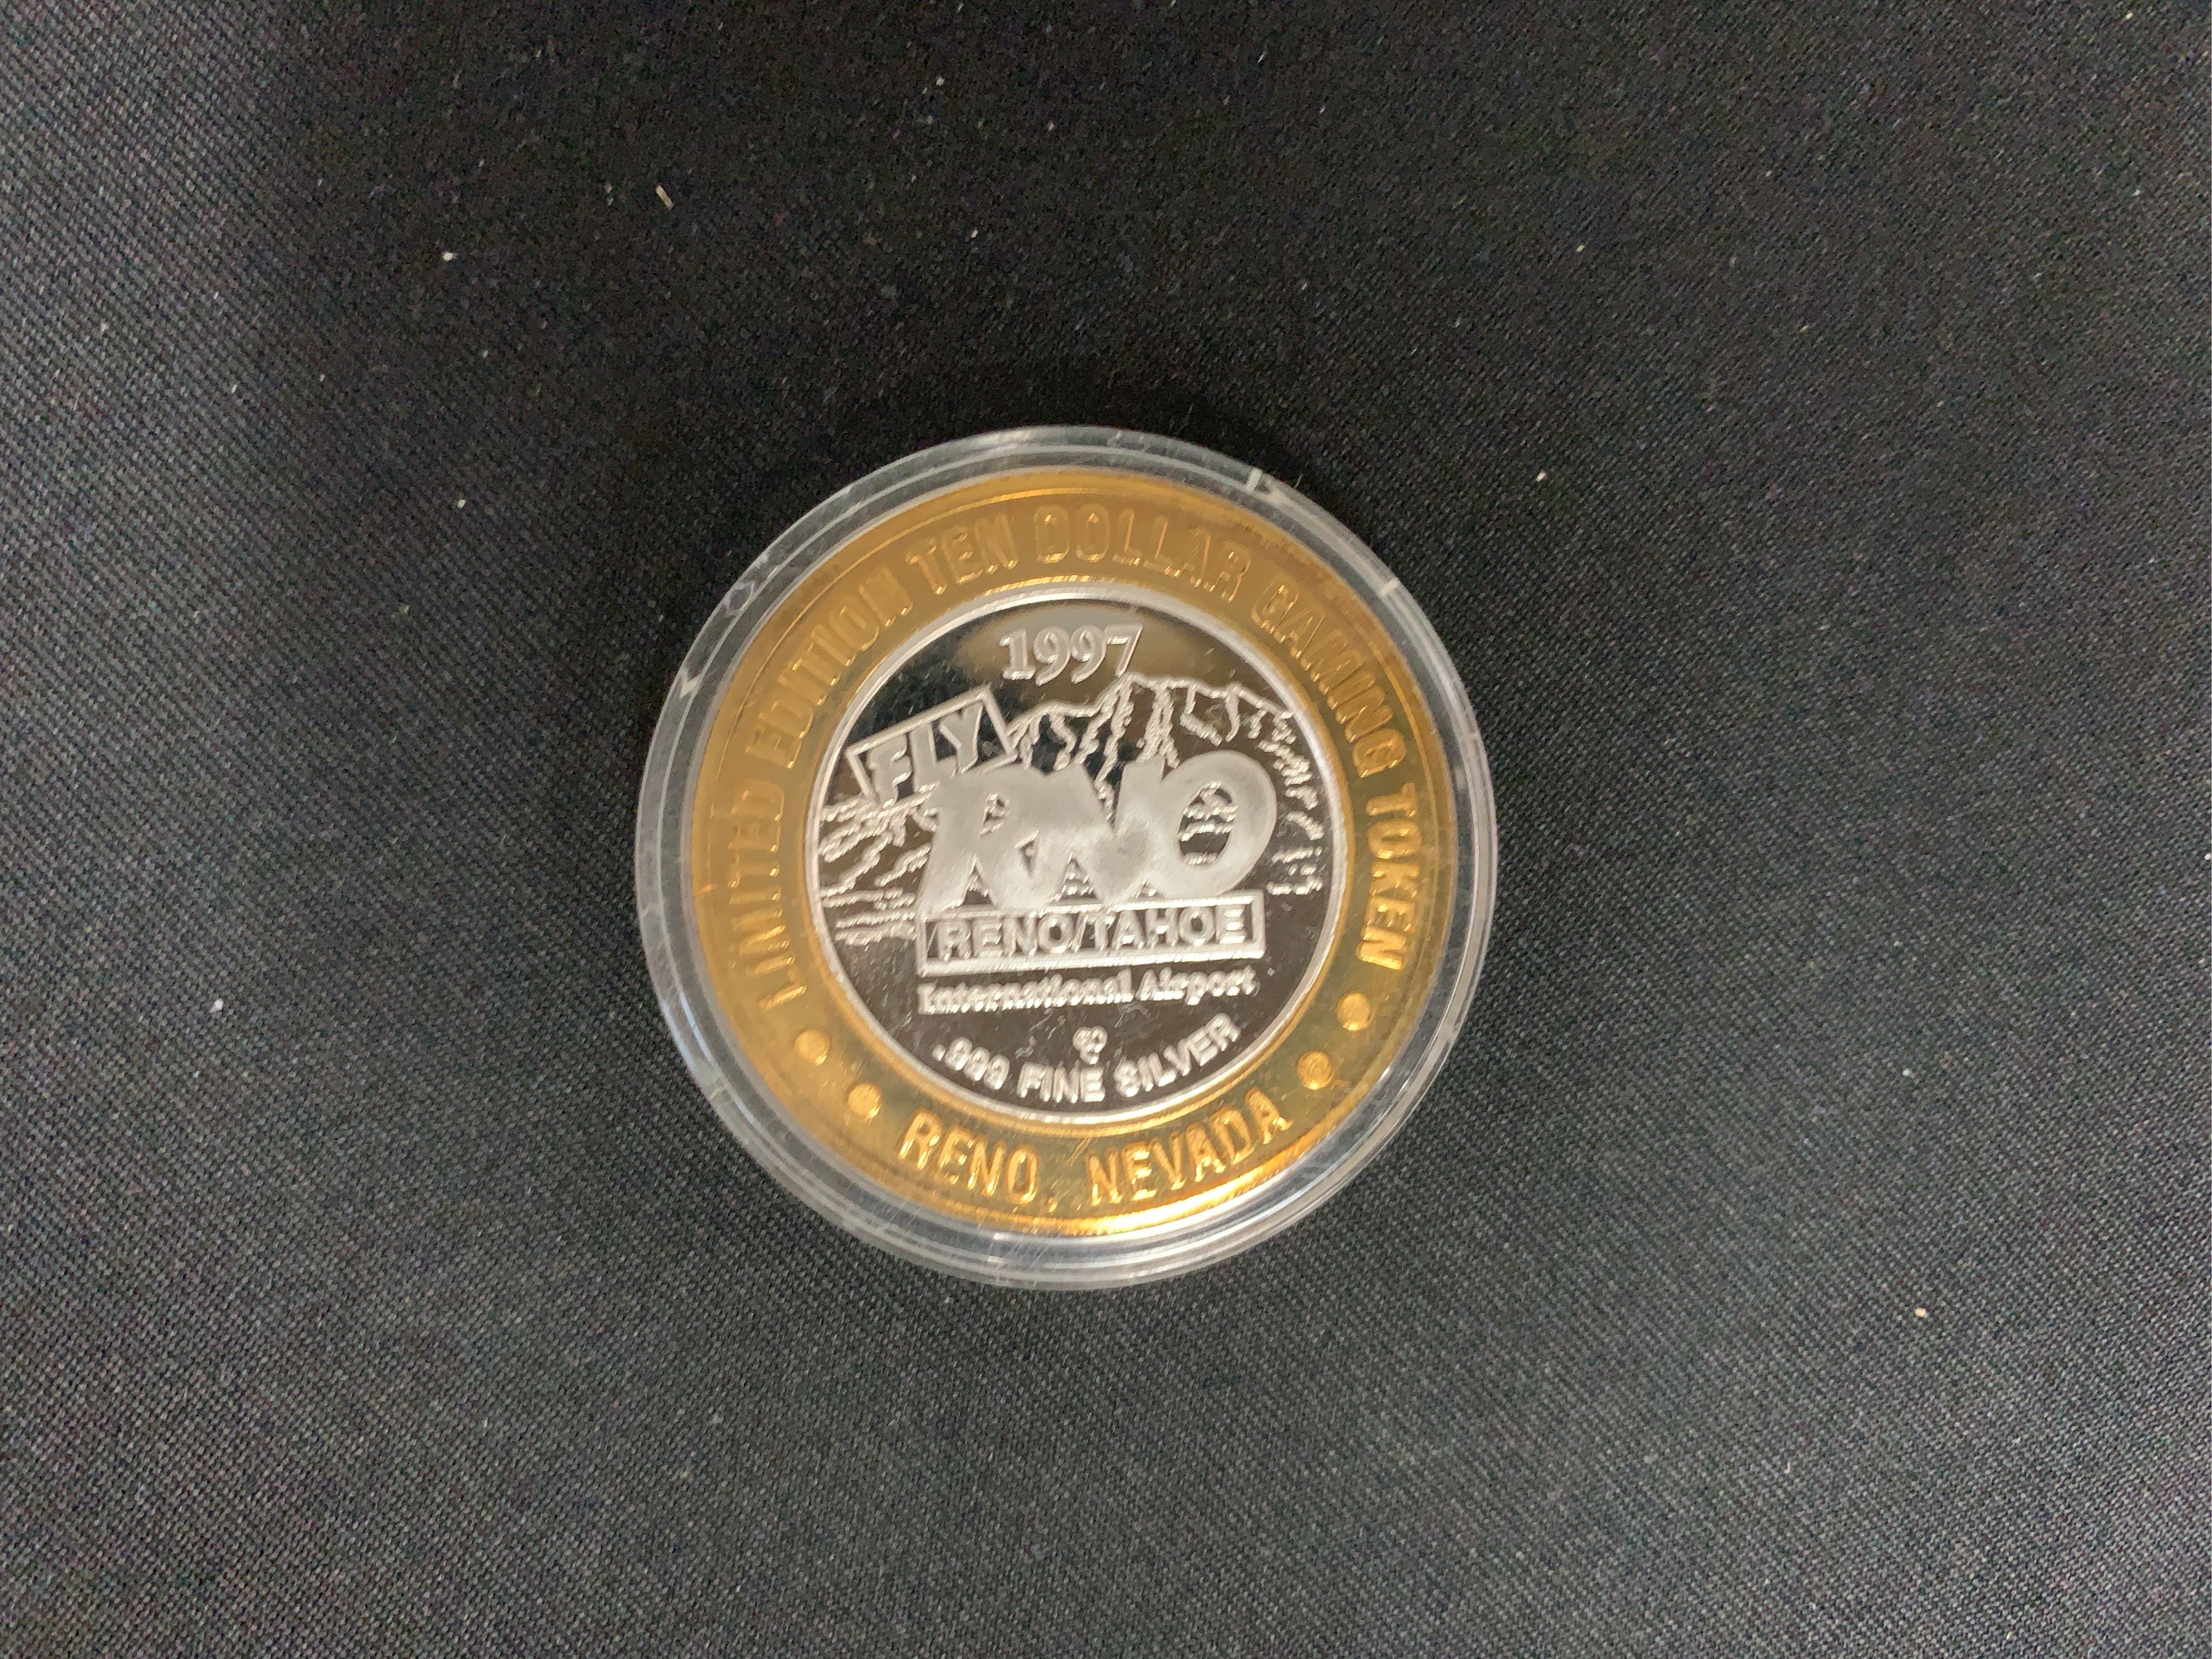 LIMITED EDITION TEN DOLLAR GAMING TOKEN
1997
FLY
RNO
RENO/TAHOE
International Airport
.999 FINE SILVER
RENO, NEVADA